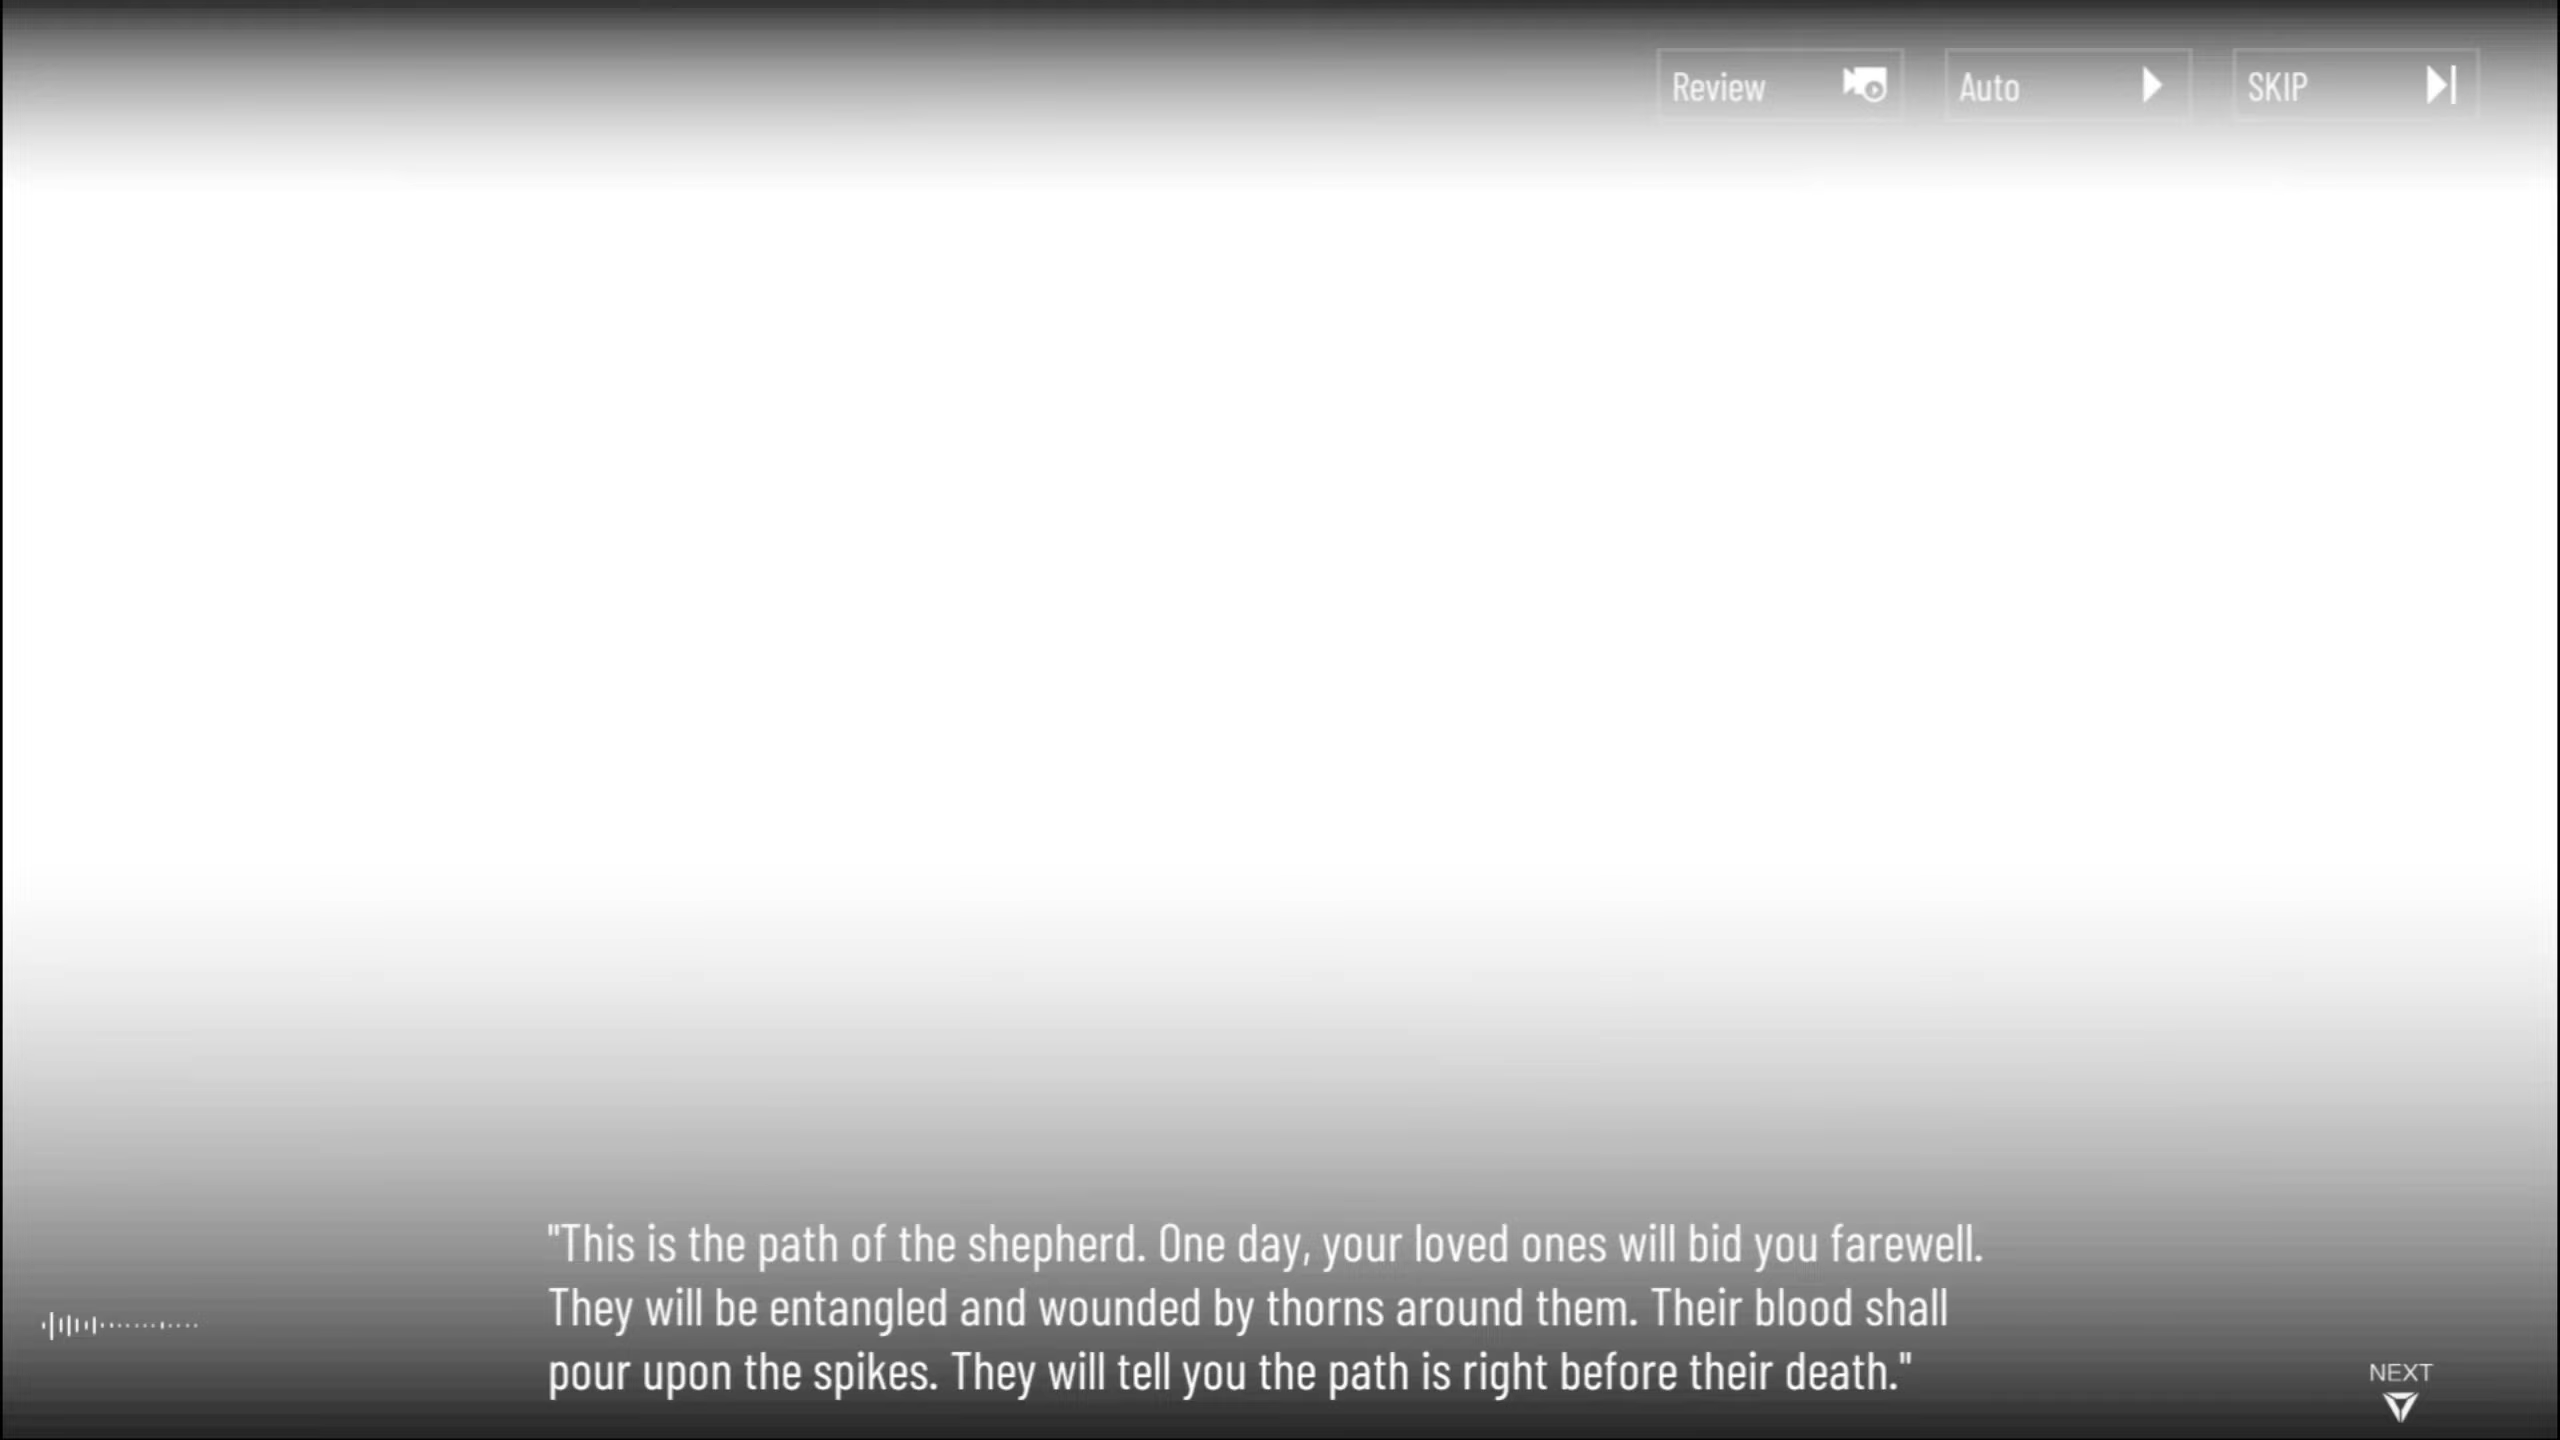 Review
Auto
SKIP
"This is the path of the shepherd. One day, your loved ones will bid you farewell.
They will be entangled and wounded by thorns around them. Their blood shall
pour upon the spikes. They will tell you the path is right before their death."
NEXT